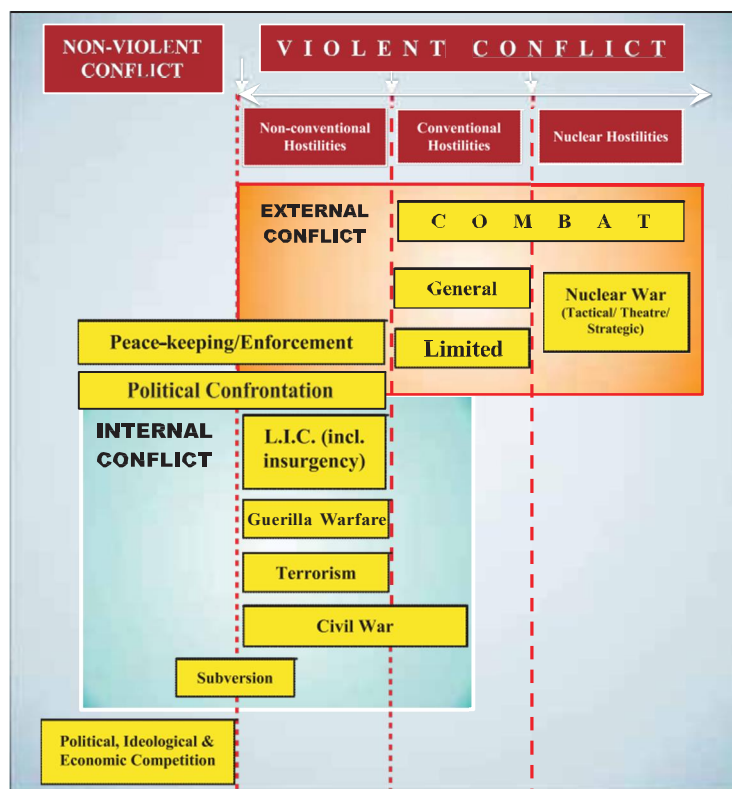 NON-VIOLENT
CONFLICT
VIOLENT CONFLICT
Non-conventional
Hostilities
Conventional
Hostilities
Nuclear Hostilities
EXTERNAL
CONFLICT
COMBAT
General
Nuclear War
(Tactical/ Theatre/
Strategic)
Peace-keeping/Enforcement
Limited
Political Confrontation
INTERNAL
CONFLICT
L.I.C. (incl.
insurgency)
Guerilla Warfare
Terrorism
Civil War
Subversion
Political, Ideological &
Economic Competition